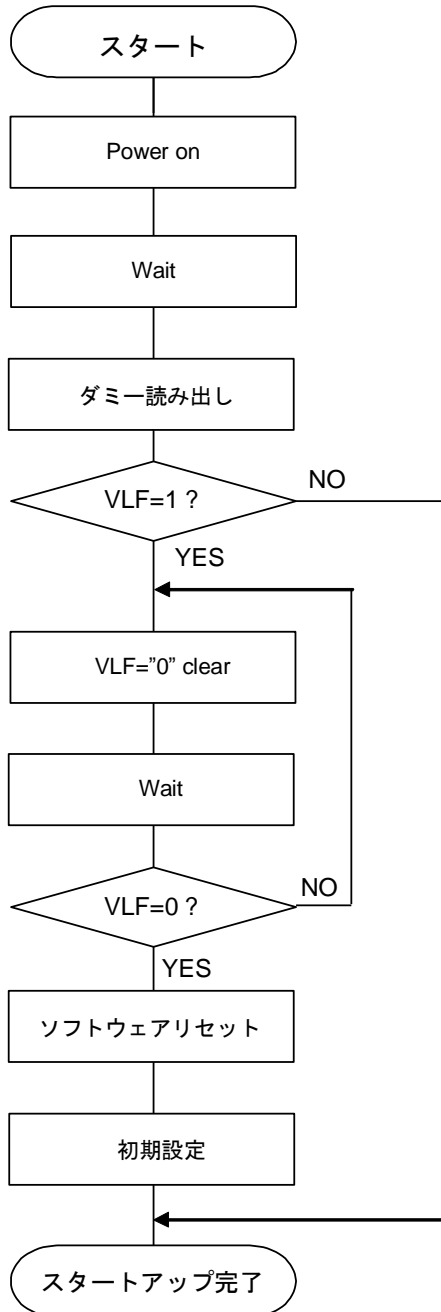 スタート
Power on
Wait
ダミー読み出し
VLF=1 ?
NO
YES
VLF=”0” clear
Wait
VLF=0 ?
NO
YES
ソフトウェアリセット
初期設定
スタートアップ完了